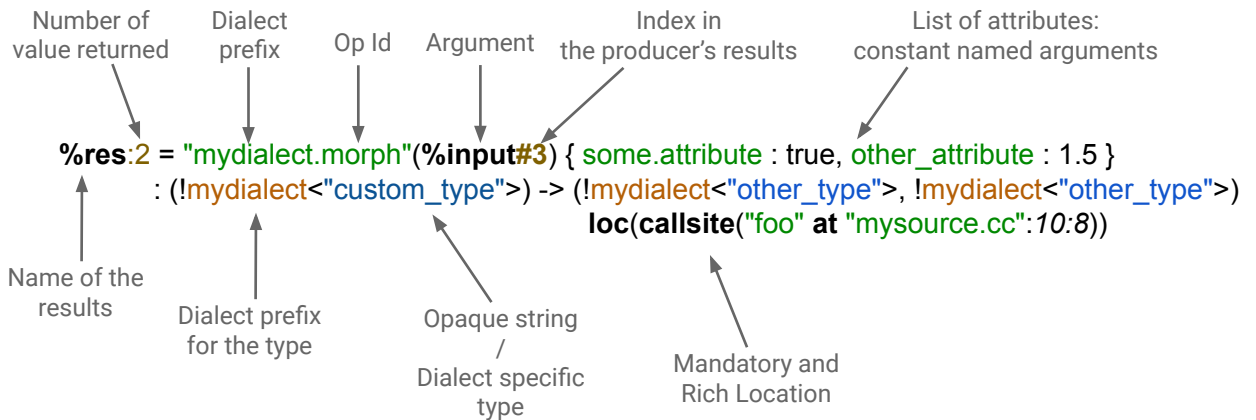 Number of
value returned
Dialect
prefix
Op Id
Argument
Index in
the producer's results
List of attributes:
constant named arguments
%res:2 = "mydialect.morph"(%input#3) { some.attribute : true, other_attribute : 1.5 }
: (!mydialect<"custom_type">) -> (!mydialect<"other_type">, !mydialect<"other_type">)
loc(callsite("foo" at "mysource.cc":10:8))
Name of the
results
Dialect prefix
for the type
Opaque string
/
Dialect specific
type
Mandatory and
Rich Location